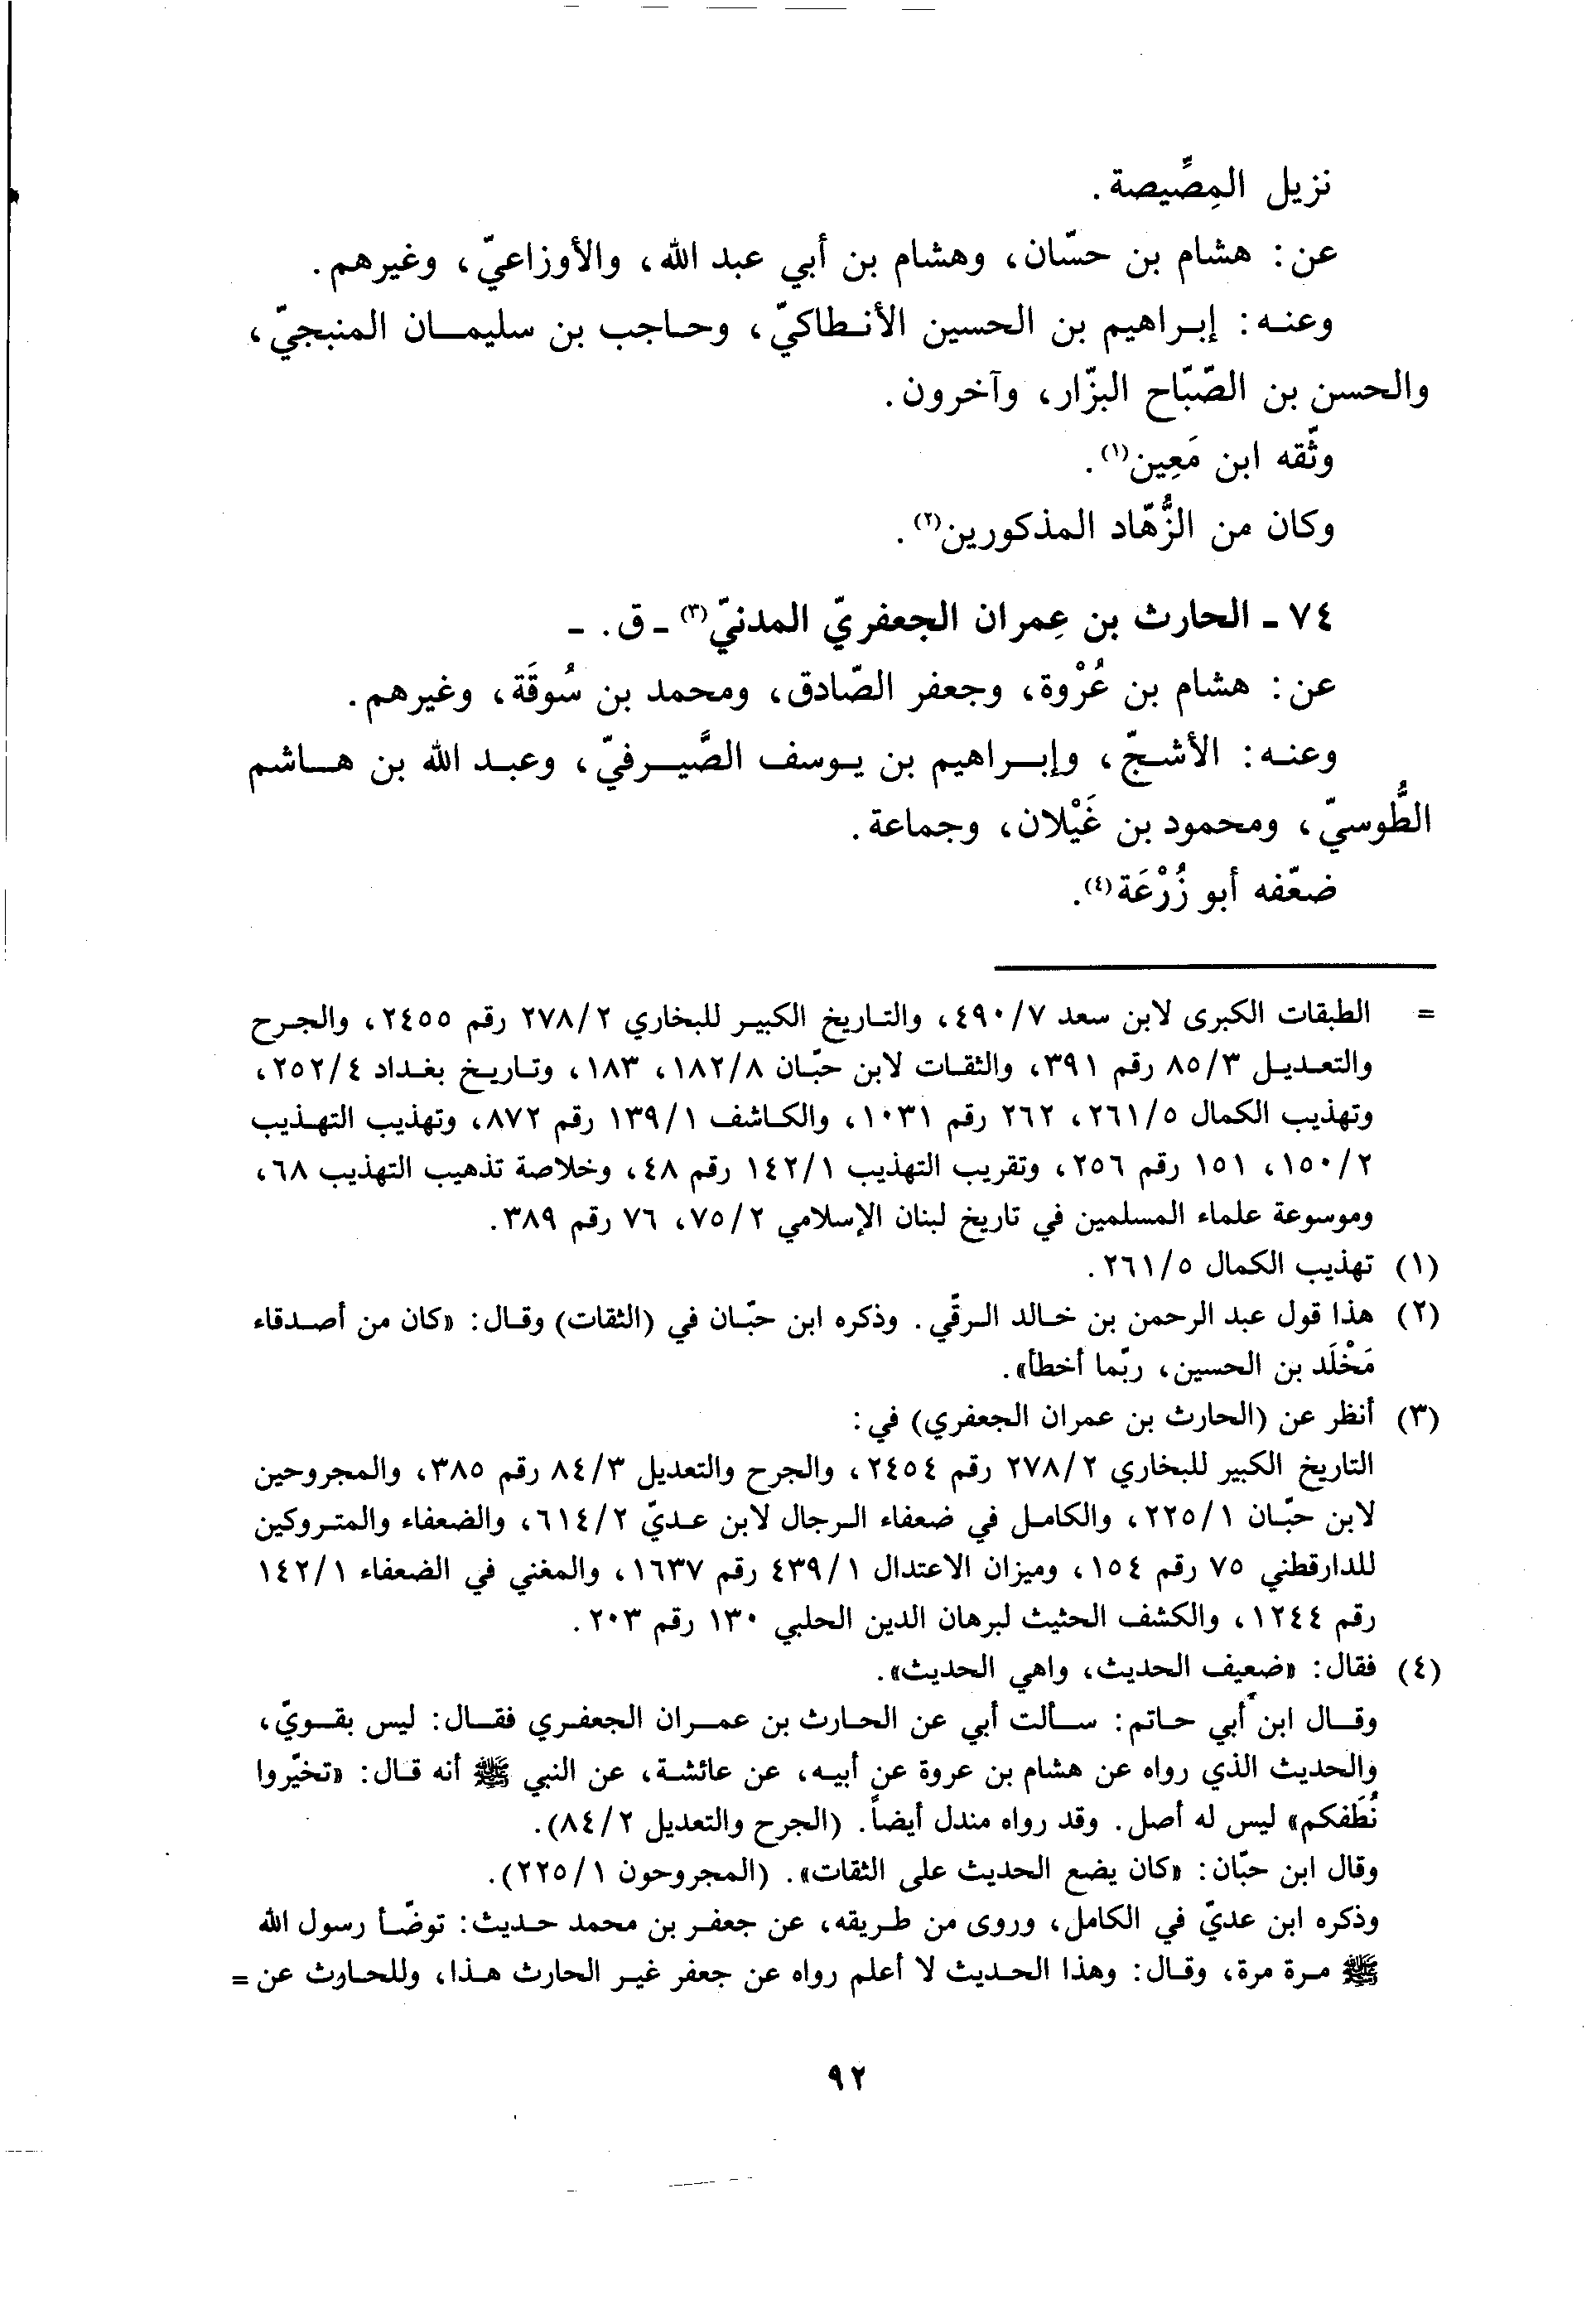 نزيل المِصِّيصة.
عن: هشام بن حسّان، وهشام بن أبي عبد الله، والأوزاعيّ، وغيرهم.
وعنه: إبراهيم بن الحسين الأنطاكيّ، وحاجب بن سليمان المنبجيّ،
والحسن بن الصّبّاح البزّار، وآخرون.
وثّقه ابن مَعِين(١).
وكان من الزُّهّاد المذكورين(٢).
٧٤ ـ الحارث بن عِمران الجعفريّ المدنيّ(٣) ـ ق. ـ
عن: هشام بن عُرْوة، وجعفر الصّادق، ومحمد بن سُوقَة، وغيرهم.
وعنه: الأشجّ، وإبراهيم بن يوسف الصَّيرفيّ، وعبد الله بن هاشم
الطُّوسيّ، ومحمود بن غَيْلان، وجماعة.
ضعّفه أبو زُرْعَة(٤).
= الطبقات الكبرى لابن سعد ٤٩٠/٧، والتاريخ الكبير للبخاري ٢٧٨/٢ رقم ٢٤٥٥، والجرح
والتعديل ٨٥/٣ رقم ٣٩١، والثقات لابن حبّان ١٨٢/٨، ١٨٣، وتاريخ بغداد ٢٥٢/٤،
وتهذيب الكمال ٢٦١/٥، ٢٦٢ رقم ١٠٣١، والكاشف ١٣٩/١ رقم ٨٧٢، وتهذيب التهذيب
١٥٠/٢، ١٥١ رقم ٢٥٦، وتقريب التهذيب ١٤٢/١ رقم ٤٨، وخلاصة تذهيب التهذيب ٦٨،
وموسوعة علماء المسلمين في تاريخ لبنان الإسلامي ٧٥/٢، ٧٦ رقم ٣٨٩.
(١) تهذيب الكمال ٢٦١/٥.
(٢) هذا قول عبد الرحمن بن خالد الرقّي. وذكره ابن حبّان في (الثقات) وقال: «كان من أصدقاء
مَخْلَد بن الحسين، ربّما أخطأ».
(٣) أنظر عن (الحارث بن عمران الجعفري) في:
التاريخ الكبير للبخاري ٢٧٨/٢ رقم ٢٤٥٤، والجرح والتعديل ٨٤/٣ رقم ٣٨٥، والمجروحين
لابن حبّان ٢٢٥/١، والكامل في ضعفاء الرجال لابن عديّ ٦١٤/٢، والضعفاء والمتروكين
للدارقطني ٧٥ رقم ١٥٤، وميزان الاعتدال ٤٣٩/١ رقم ١٦٣٧، والمغني في الضعفاء ١٤٢/١
رقم ١٢٤٤، والكشف الحثيث لبرهان الدين الحلبي ١٣٠ رقم ٢٠٣.
(٤) فقال: «ضعيف الحديث، واهي الحديث».
وقال ابن أبي حاتم: سألت أبي عن الحارث بن عمران الجعفري فقال: ليس بقويّ،
والحديث الذي رواه عن هشام بن عروة عن أبيه، عن عائشة، عن النبي ﷺ أنه قال: «تخيّروا
نُطَفكم» ليس له أصل. وقد رواه مندل أيضاً. (الجرح والتعديل ٨٤/٢).
وقال ابن حبّان: «كان يضع الحديث على الثقات». (المجروحون ٢٢٥/١).
وذكره ابن عديّ في الكامل، وروى من طريقه، عن جعفر بن محمد حديث: توضّأ رسول الله
ﷺ مرة مرة، وقال: وهذا الحديث لا أعلم رواه عن جعفر غير الحارث هذا، وللحارث عن =
٩٢